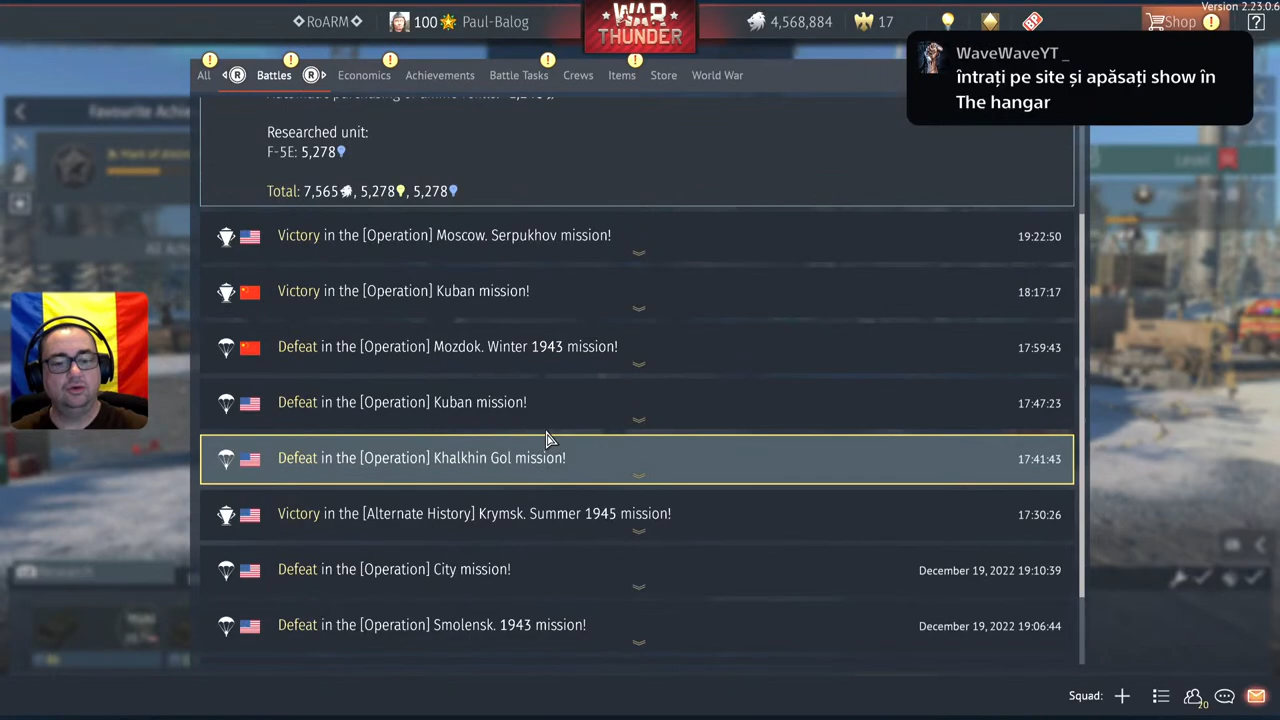 Version 2.23.0.6
◇RoARM◇ 100 Paul-Balog
WAR THUNDER
4,568,884 17
BP
Shop
WaveWaveYT _
întrați pe site și apăsați show în
The hangar
All
Battles
Economics
Achievements
Battle Tasks
Crews
Items
Store
World War
Researched unit:
F-5E: 5,278
Total: 7,565, 5,278, 5,278
Victory in the [Operation] Moscow. Serpukhov mission! 19:22:50
Victory in the [Operation] Kuban mission! 18:17:17
Defeat in the [Operation] Mozdok. Winter 1943 mission! 17:59:43
Defeat in the [Operation] Kuban mission! 17:47:23
Defeat in the [Operation] Khalkhin Gol mission! 17:41:43
Victory in the [Alternate History] Krymsk. Summer 1945 mission! 17:30:26
Defeat in the [Operation] City mission! December 19, 2022 19:10:39
Defeat in the [Operation] Smolensk. 1943 mission! December 19, 2022 19:06:44
Favourite Achie
Level
Research
Squad: +
20